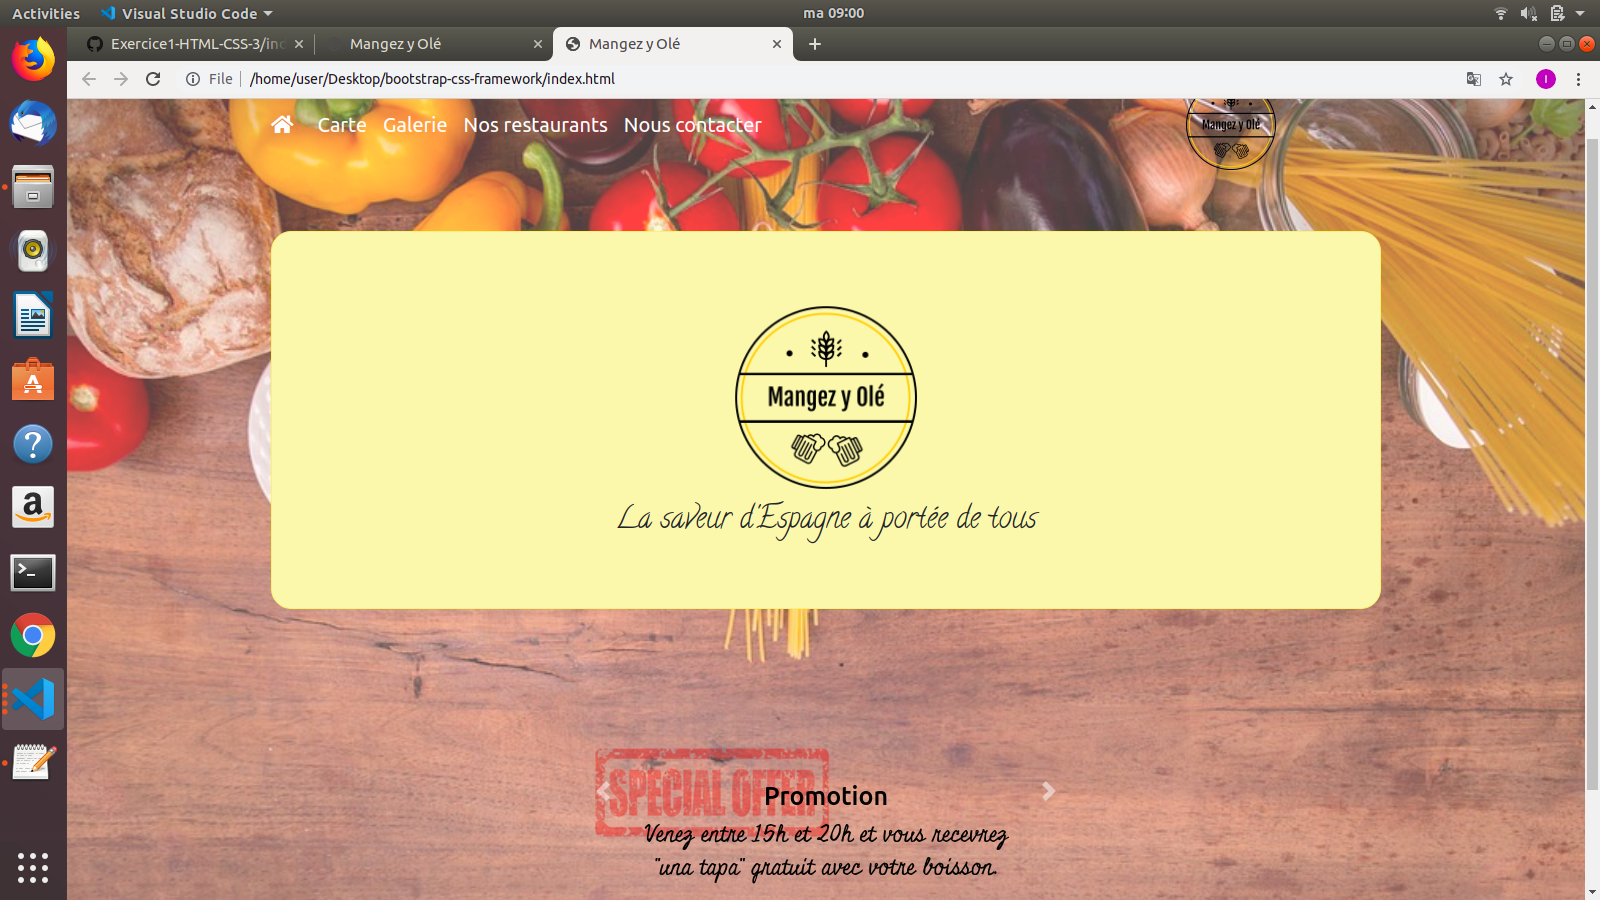 Activities
Visual Studio Code
ma 09:00
Exercice1-HTML-CSS-3/inc
Mangez y Olé
Mangez y Olé
File
/home/user/Desktop/bootstrap-css-framework/index.html
I
Carte Galerie Nos restaurants Nous contacter
Mangez y Olé
Mangez y Olé
La saveur d'Espagne à portée de tous
SPECIAL OFFER
Promotion
Venez entre 15h et 20h et vous recevrez
"una tapa" gratuit avec votre boisson.